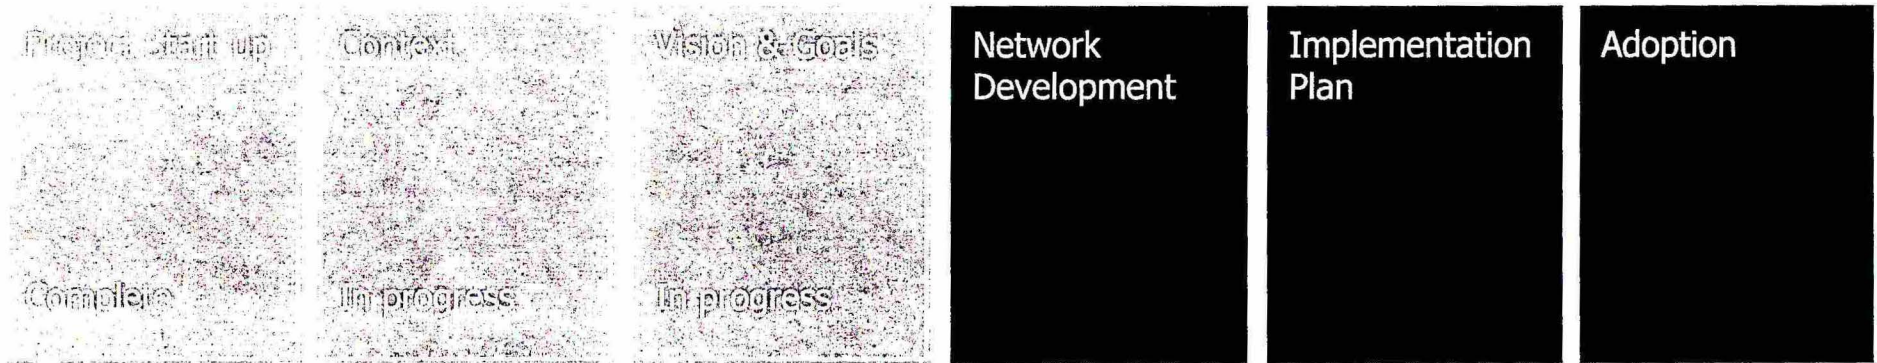 Project Start up
Complete
Context
In progress
Vision & Goals
In progress
Network
Development
Implementation
Plan
Adoption